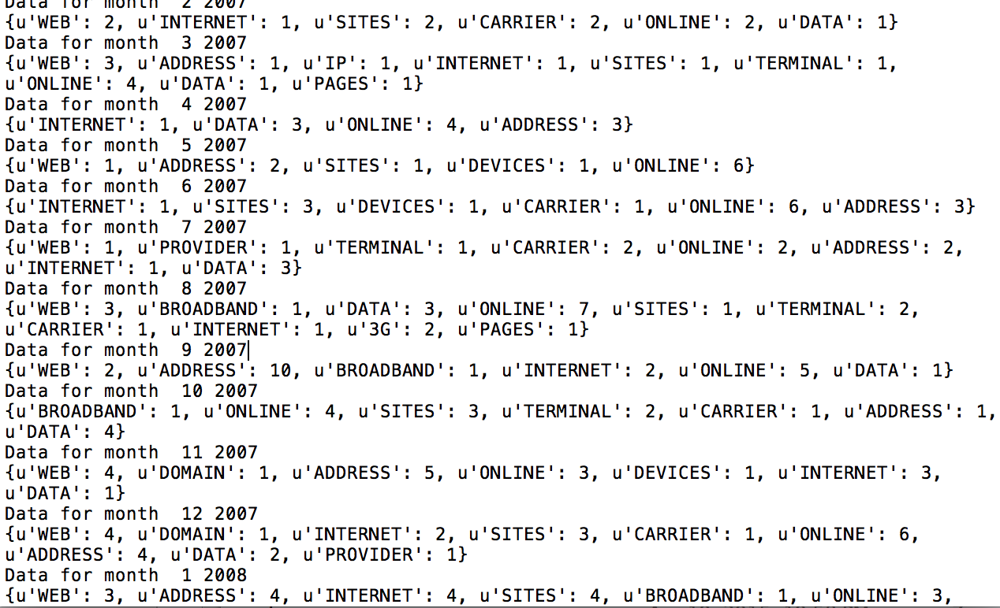 Data for month  2 2007
{u'WEB': 2, u'INTERNET': 1, u'SITES': 2, u'CARRIER': 2, u'ONLINE': 2, u'DATA': 1}
Data for month  3 2007
{u'WEB': 3, u'ADDRESS': 1, u'IP': 1, u'INTERNET': 1, u'SITES': 1, u'TERMINAL': 1,
u'ONLINE': 4, u'DATA': 1, u'PAGES': 1}
Data for month  4 2007
{u'INTERNET': 1, u'DATA': 3, u'ONLINE': 4, u'ADDRESS': 3}
Data for month  5 2007
{u'WEB': 1, u'ADDRESS': 2, u'SITES': 1, u'DEVICES': 1, u'ONLINE': 6}
Data for month  6 2007
{u'INTERNET': 1, u'SITES': 3, u'DEVICES': 1, u'CARRIER': 1, u'ONLINE': 6, u'ADDRESS': 3}
Data for month  7 2007
{u'WEB': 1, u'PROVIDER': 1, u'TERMINAL': 1, u'CARRIER': 2, u'ONLINE': 2, u'ADDRESS': 2,
u'INTERNET': 1, u'DATA': 3}
Data for month  8 2007
{u'WEB': 3, u'BROADBAND': 1, u'DATA': 3, u'ONLINE': 7, u'SITES': 1, u'TERMINAL': 2,
u'CARRIER': 1, u'INTERNET': 1, u'3G': 2, u'PAGES': 1}
Data for month  9 2007
{u'WEB': 2, u'ADDRESS': 10, u'BROADBAND': 1, u'INTERNET': 2, u'ONLINE': 5, u'DATA': 1}
Data for month  10 2007
{u'BROADBAND': 1, u'ONLINE': 4, u'SITES': 3, u'TERMINAL': 2, u'CARRIER': 1, u'ADDRESS': 1,
u'DATA': 4}
Data for month  11 2007
{u'WEB': 4, u'DOMAIN': 1, u'ADDRESS': 5, u'ONLINE': 3, u'DEVICES': 1, u'INTERNET': 3,
u'DATA': 1}
Data for month  12 2007
{u'WEB': 4, u'DOMAIN': 1, u'INTERNET': 2, u'SITES': 3, u'CARRIER': 1, u'ONLINE': 6,
u'ADDRESS': 4, u'DATA': 2, u'PROVIDER': 1}
Data for month  1 2008
{u'WEB': 3, u'ADDRESS': 4, u'INTERNET': 4, u'SITES': 4, u'BROADBAND': 1, u'ONLINE': 3,